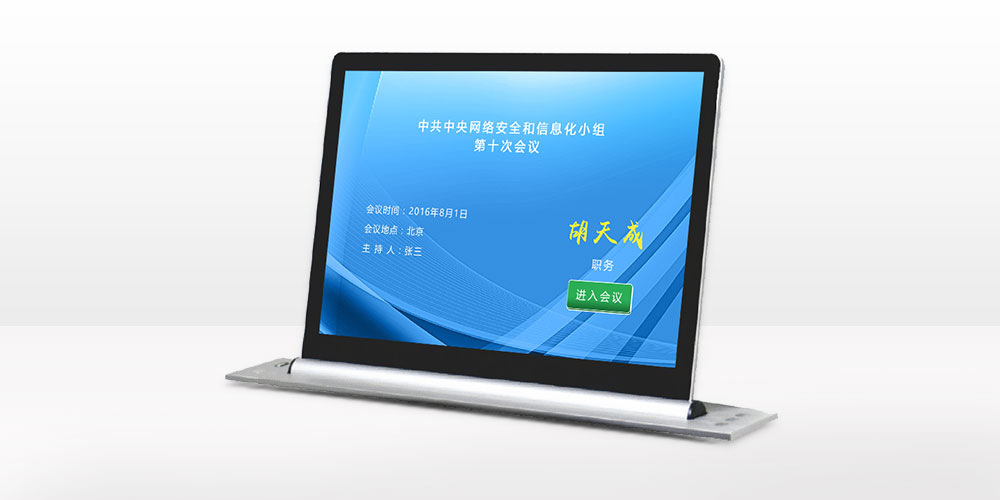 中共中央网络安全和信息化小组
第十次会议
会议时间：2016年8月1日
会议地点：北京
主 持 人：张三
胡天成
职务
进入会议